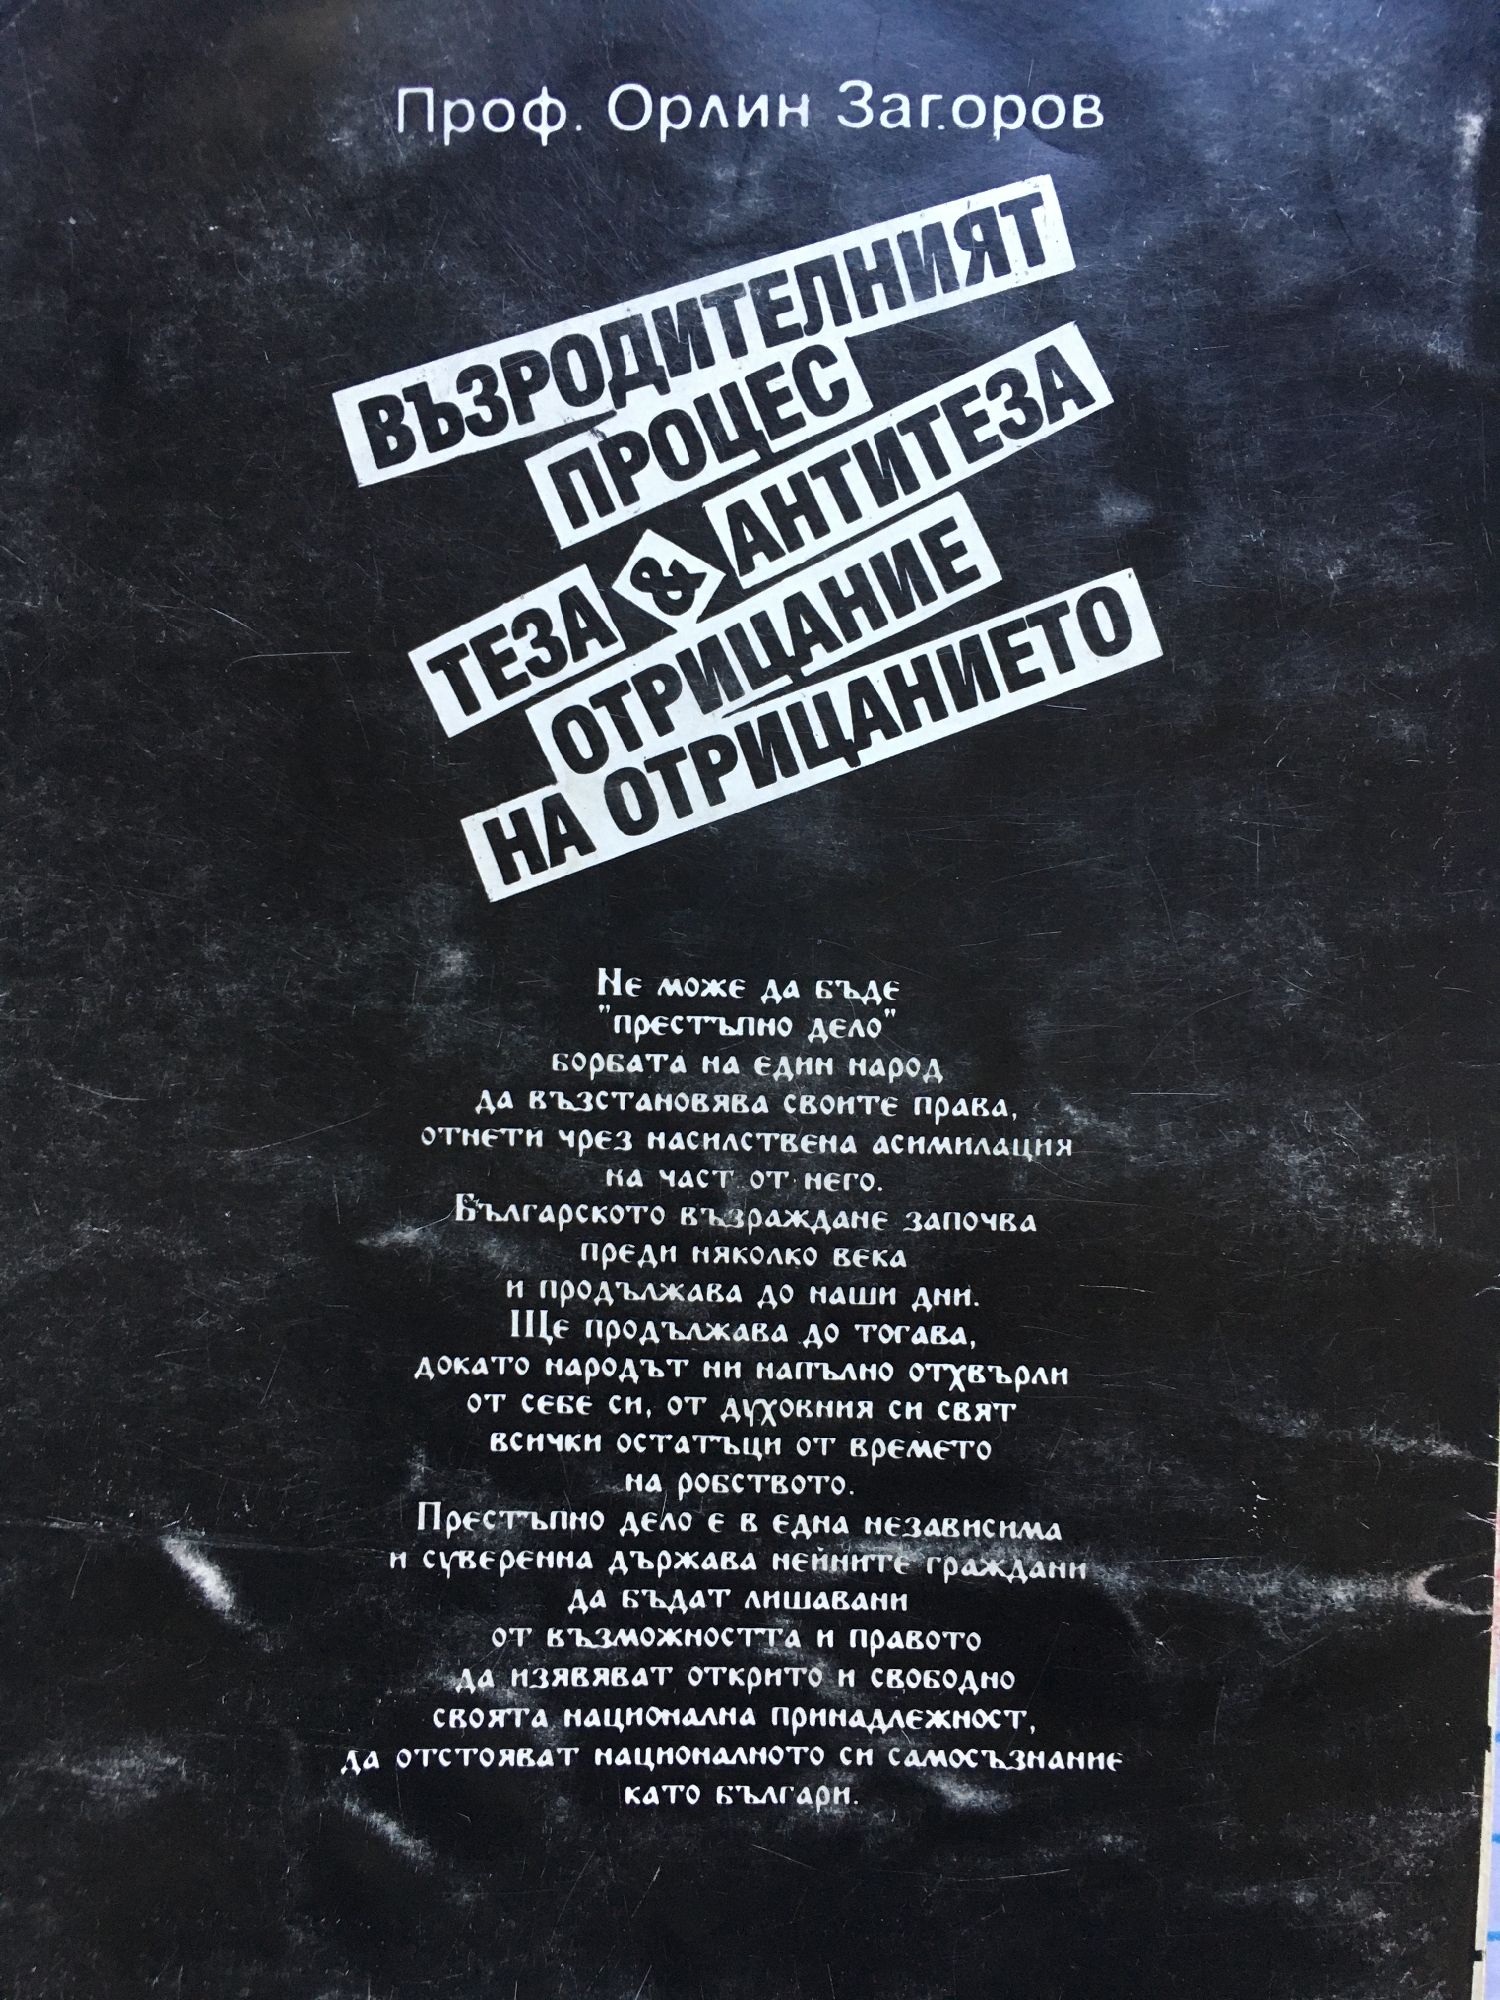 Проф. Орлин Загоров
ВЪЗРОДИТЕЛНИЯТ
ПРОЦЕС
ТЕЗА & АНТИТЕЗА
ОТРИЦАНИЕ
НА ОТРИЦАНИЕТО
Не може да бъде
"престъпно дело"
борбата на един народ
да възстановява своите права,
отнети чрез насилствена асимилация
на част от него.
Българското възраждане започва
преди няколко века
и продължава до наши дни.
Ще продължава до тогава,
докато народът ни напълно отхвърли
от себе си, от духовния си свят
всички остатъци от времето
на робството.
Престъпно дело е в една независима
и суверенна държава нейните граждани
да бъдат лишавани
от възможността и правото
да изявяват открито и свободно
своята национална принадлежност,
да отстояват националното си самосъзнание
като българи.